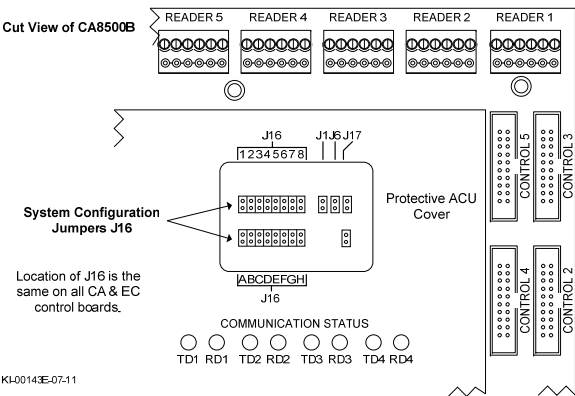 Cut View of CA8500B
READER 5 READER 4 READER 3 READER 2 READER 1
J16 J1 J6 J17
12345678
CONTROL 5
CONTROL 3
System Configuration
Jumpers J16
Protective ACU
Cover
Location of J16 is the
same on all CA & EC
control boards.
ABCDEFGH
J16
CONTROL 4
CONTROL 2
COMMUNICATION STATUS
TD1 RD1 TD2 RD2 TD3 RD3 TD4 RD4
KI-00143E-07-11